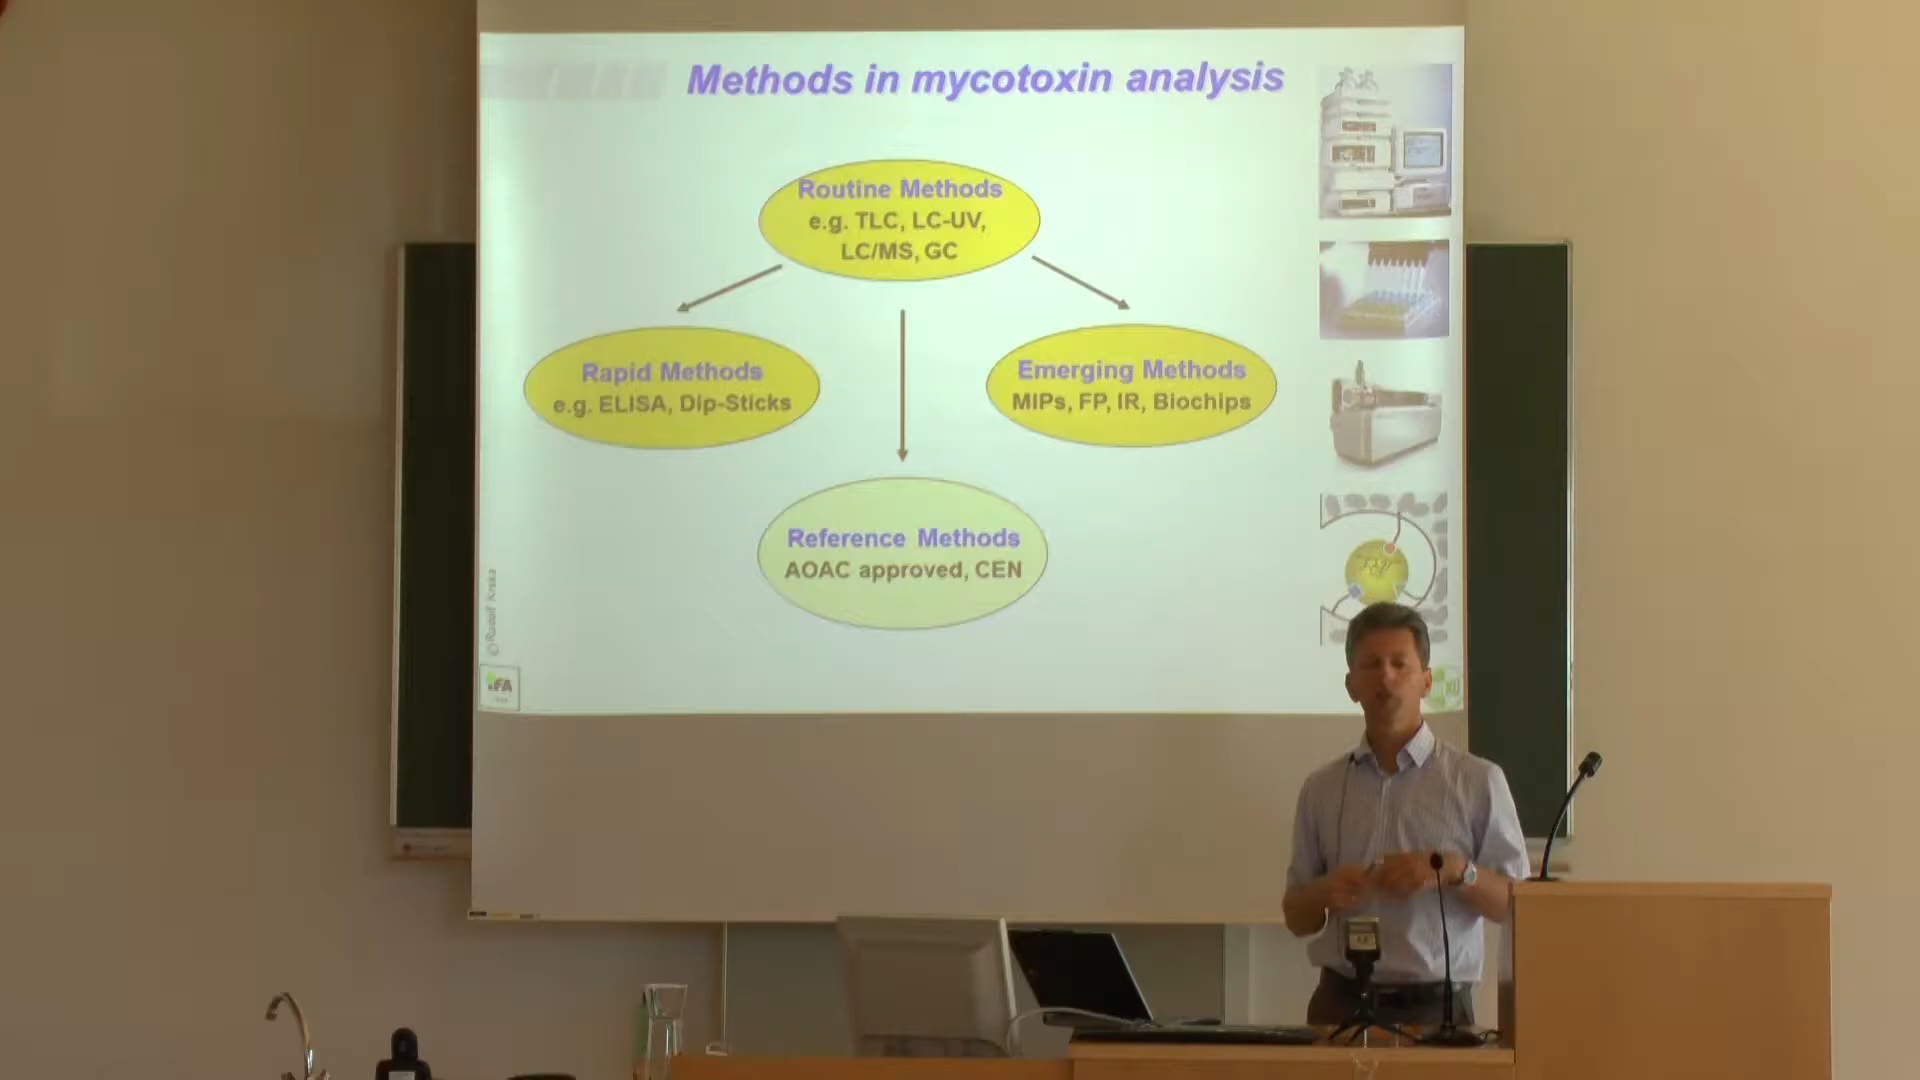 Methods in mycotoxin analysis
Routine Methods
e.g. TLC, LC-UV,
LC/MS, GC
Rapid Methods
e.g. ELISA, Dip-Sticks
Emerging Methods
MIPs, FP, IR, Biochips
Reference Methods
AOAC approved, CEN
IFA